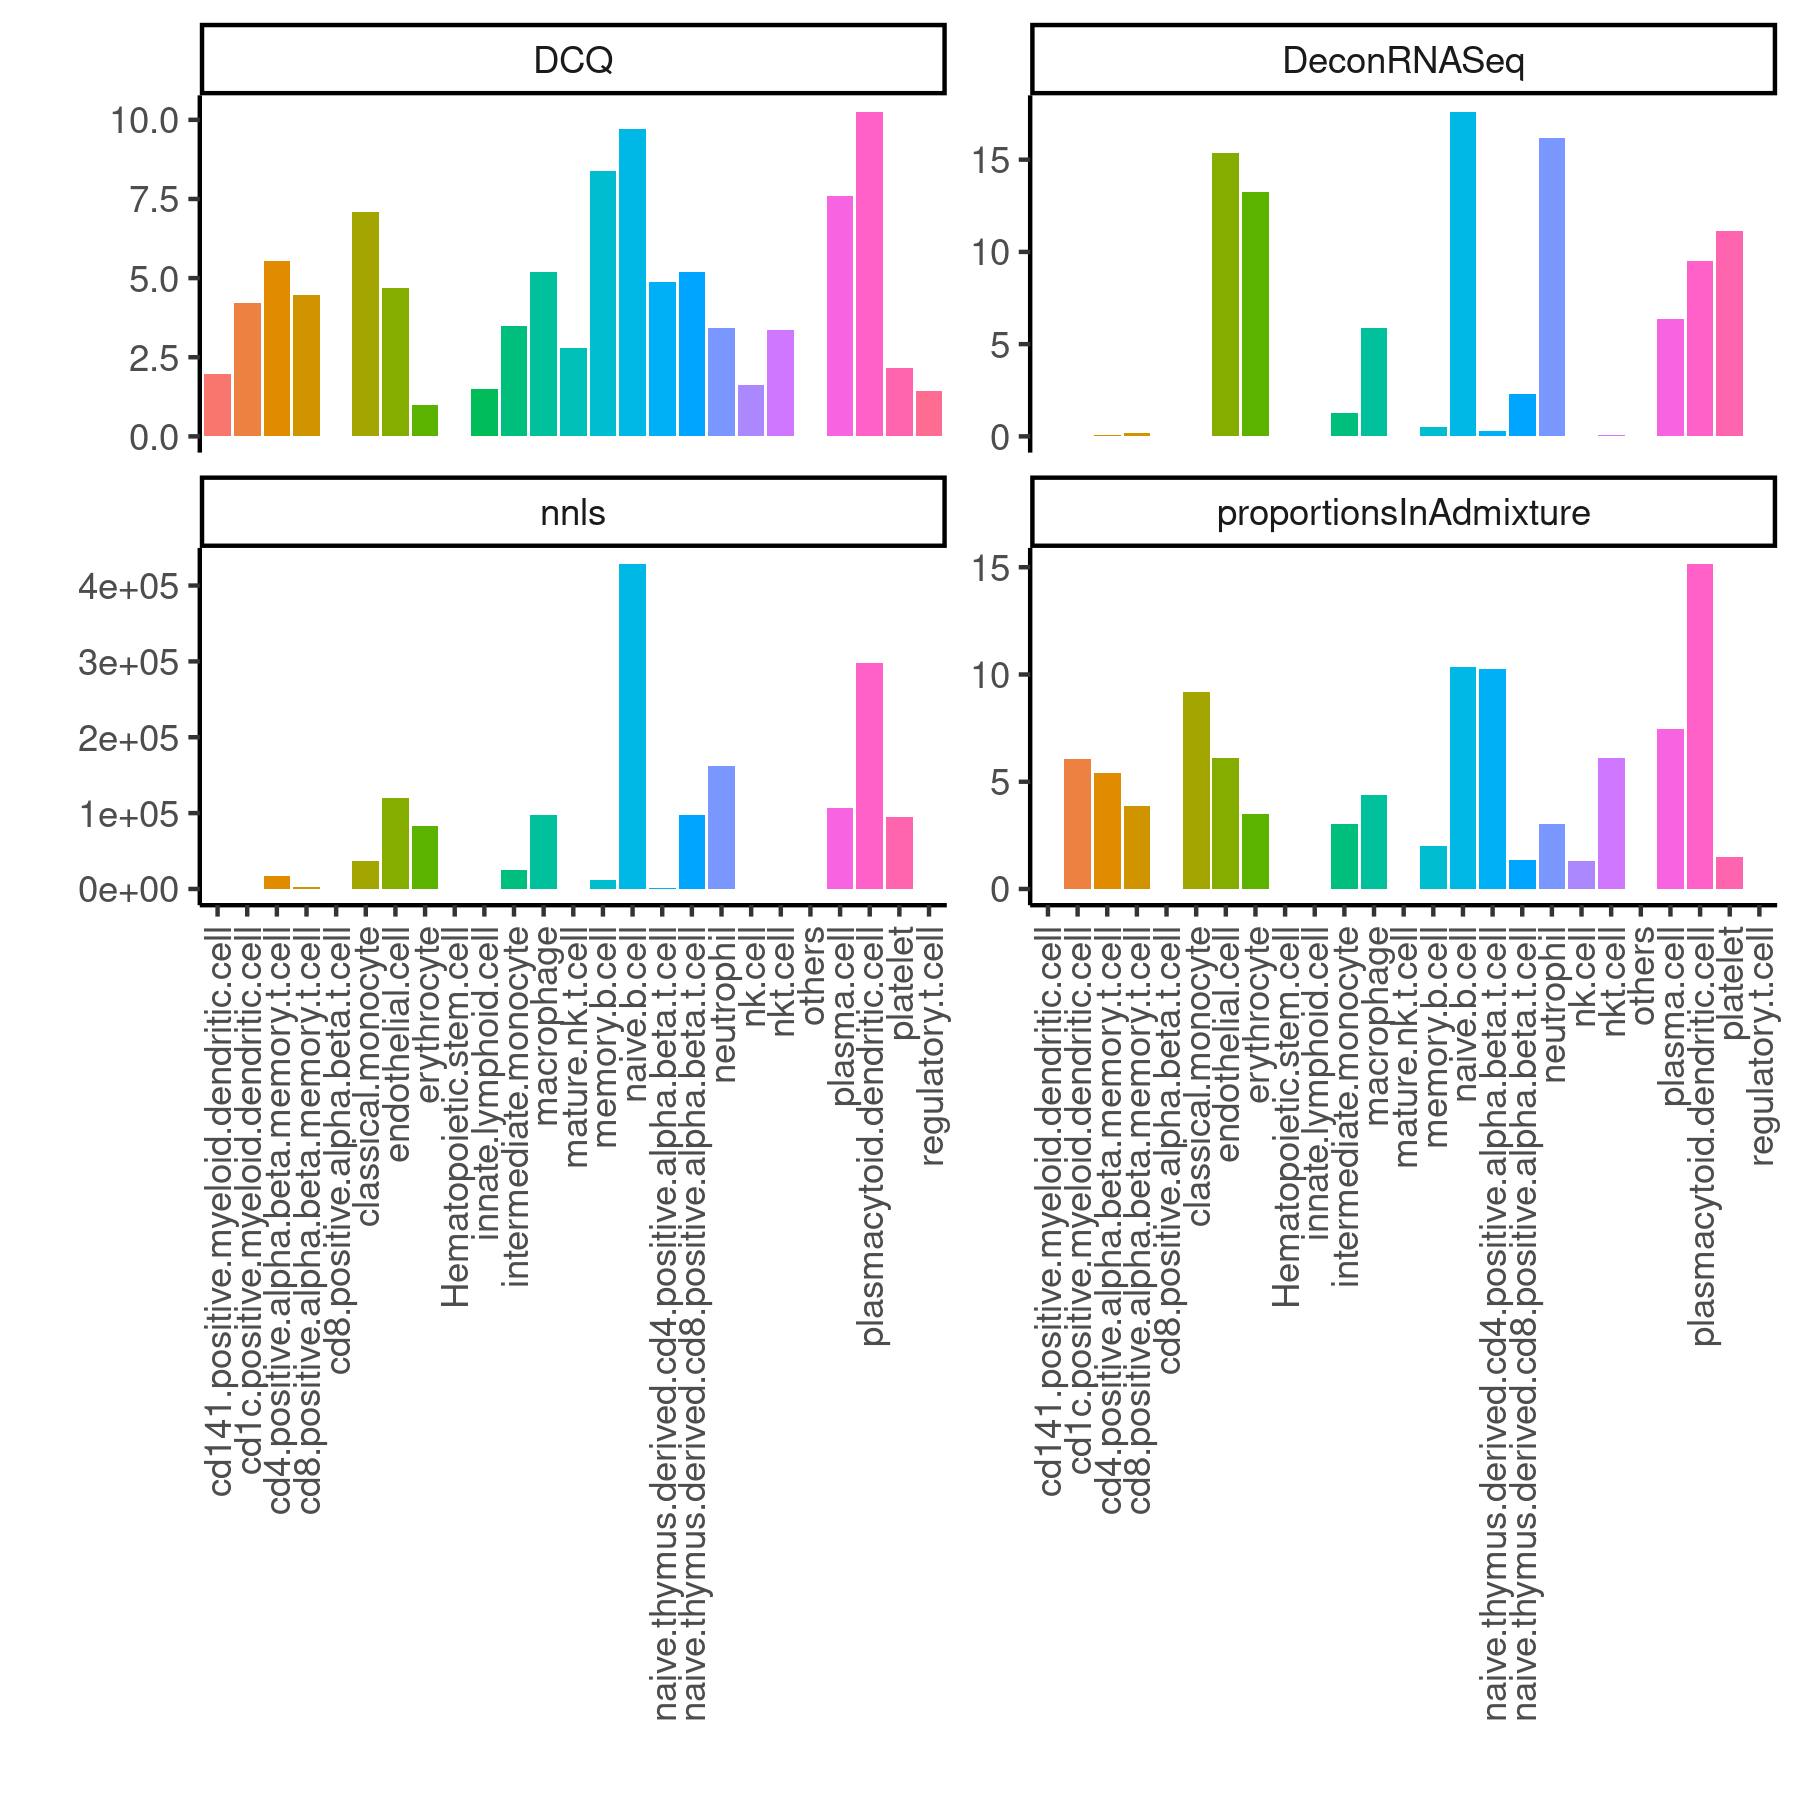 DCQ
DeconRNASeq
10.0
7.5
5.0
2.5
0.0
15
10
5
0
nnls
proportionsInAdmixture
4e+05
3e+05
2e+05
1e+05
0e+00
15
10
5
0
cd141.positive.myeloid.dendritic.cell
cd1c.positive.myeloid.dendritic.cell
cd4.positive.alpha.beta.memory.t.cell
cd8.positive.alpha.beta.memory.t.cell
cd8.positive.alpha.beta.t.cell
classical.monocyte
endothelial.cell
erythrocyte
Hematopoietic.stem.cell
innate.lymphoid.cell
intermediate.monocyte
macrophage
mature.nk.t.cell
memory.b.cell
naive.b.cell
naive.thymus.derived.cd4.positive.alpha.beta.t.cell
naive.thymus.derived.cd8.positive.alpha.beta.t.cell
neutrophil
nk.cell
nkt.cell
others
plasma.cell
plasmacytoid.dendritic.cell
platelet
regulatory.t.cell
cd141.positive.myeloid.dendritic.cell
cd1c.positive.myeloid.dendritic.cell
cd4.positive.alpha.beta.memory.t.cell
cd8.positive.alpha.beta.memory.t.cell
cd8.positive.alpha.beta.t.cell
classical.monocyte
endothelial.cell
erythrocyte
Hematopoietic.stem.cell
innate.lymphoid.cell
intermediate.monocyte
macrophage
mature.nk.t.cell
memory.b.cell
naive.b.cell
naive.thymus.derived.cd4.positive.alpha.beta.t.cell
naive.thymus.derived.cd8.positive.alpha.beta.t.cell
neutrophil
nk.cell
nkt.cell
others
plasma.cell
plasmacytoid.dendritic.cell
platelet
regulatory.t.cell